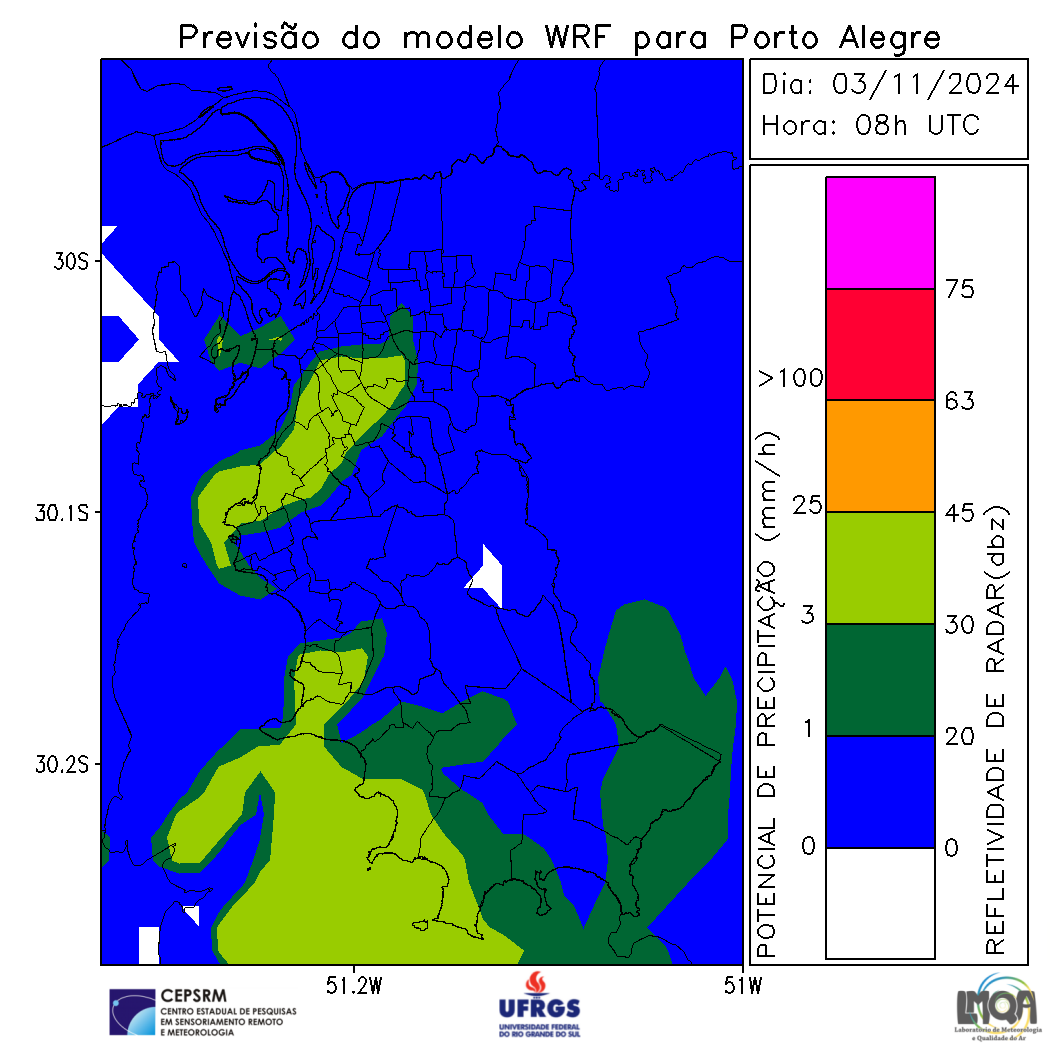 Previsão do modelo WRF para Porto Alegre
Dia: 03/11/2024
Hora: 08h UTC
30S
30.1S
30.2S
51.2W
51W
POTENCIAL DE PRECIPITAÇÃO (mm/h)
>100
25
3
1
0
75
63
45
30
20
0
REFLETIVIDADE DE RADAR(dbz)
CEPSRM
CENTRO ESTADUAL DE PESQUISAS
EM SENSORIAMENTO REMOTO
E METEOROLOGIA
UFRGS
UNIVERSIDADE FEDERAL
DO RIO GRANDE DO SUL
LMQA
Laboratório de Meteorologia
e Qualidade do Ar